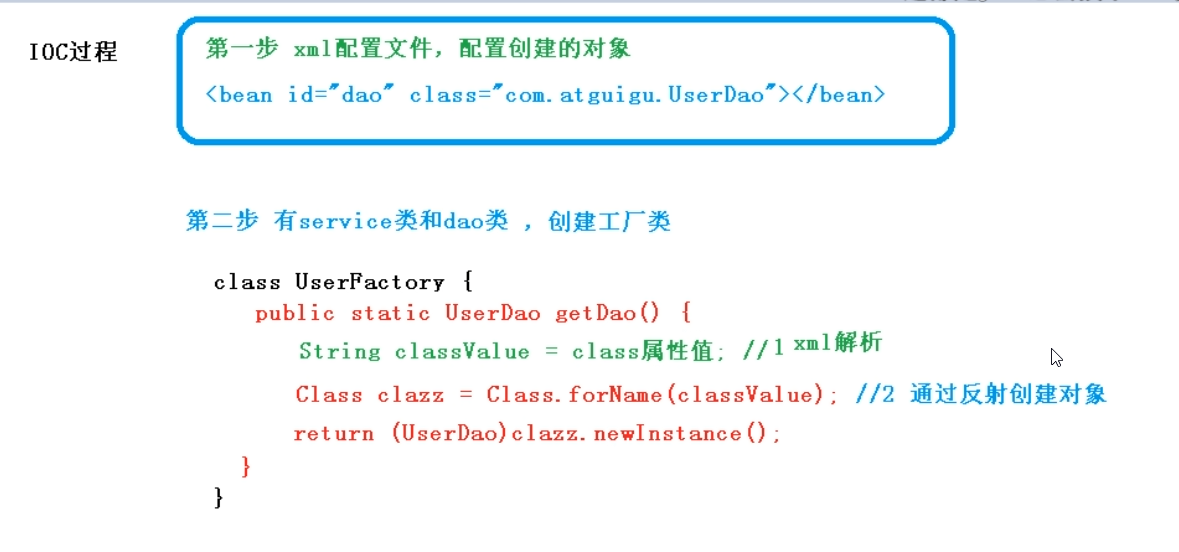 IOC过程
第一步 xml配置文件，配置创建的对象
<bean id="dao" class="com.atguigu.UserDao"></bean>
第二步 有service类和dao类 ，创建工厂类
class UserFactory {
public static UserDao getDao() {
String classValue = class属性值; //1 xml解析
Class clazz = Class.forName(classValue); //2 通过反射创建对象
return (UserDao)clazz.newInstance();
}
}